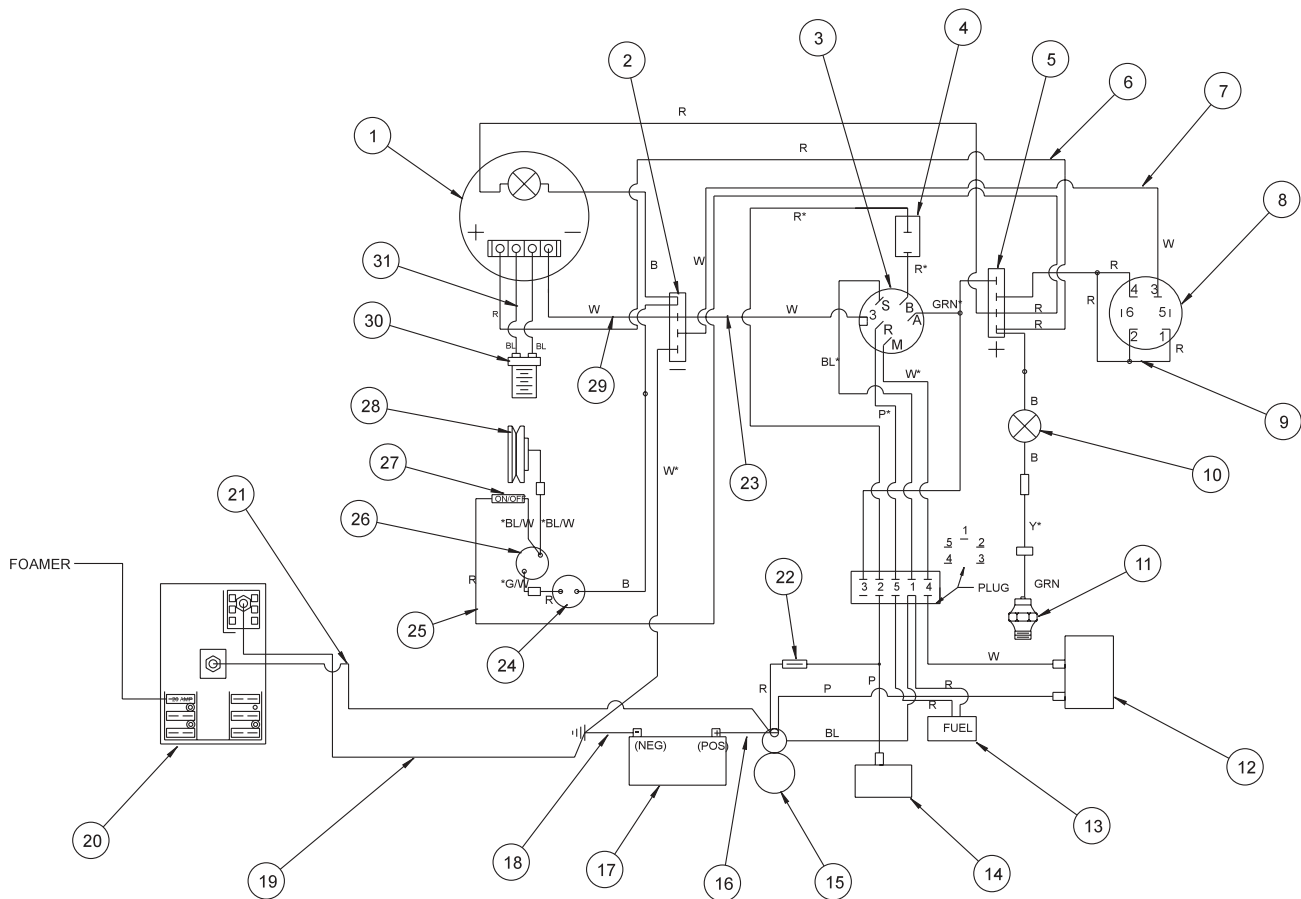 4
3
5
2
6
R
7
1
R
8
R*
W
+
−
W
R
31
B
R*
S
B
4 3
GRN*
30
W
W
3
A
6 5
R
R
R
R
2 1
R
BL BL
R
M
BL*
+
29
W*
28
P*
B
9
27
23
10
B
21
ON/OFF
W*
26
*BL/W *BL/W
1
Y*
5 2
4 3
FOAMER
*G/W
R
R
B
22
3 2 5 1 4
PLUG
GRN
11
25
24
W
R
P
P
R
R
30 AMP
BL
FUEL
12
(NEG) (POS)
20
19
18
17
16
15
14
13